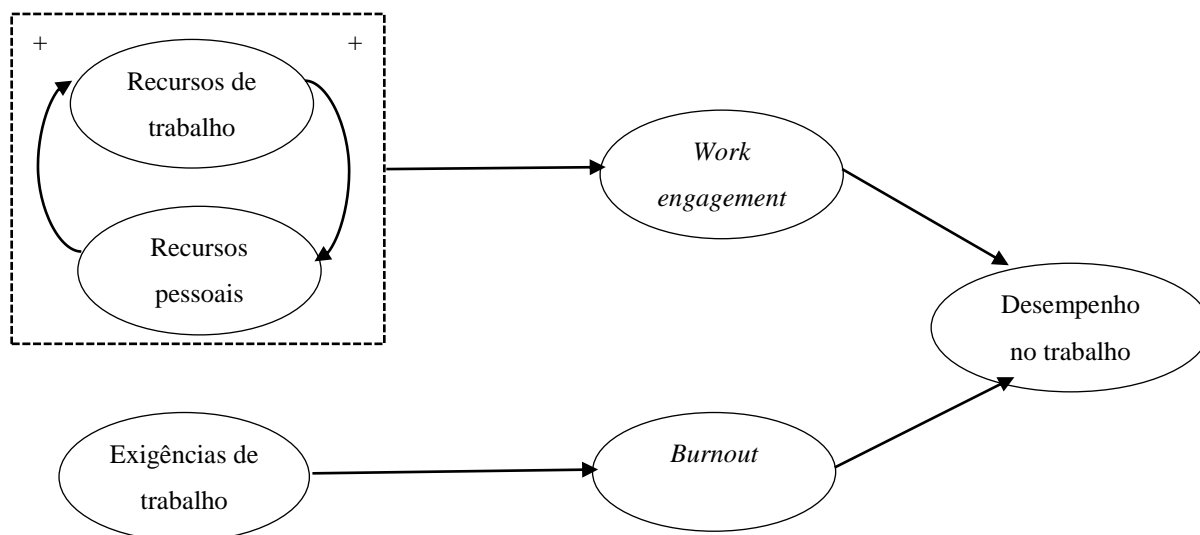 + +
Recursos de
trabalho
Recursos
pessoais
Work
engagement
Desempenho
no trabalho
Exigências de
trabalho
Burnout